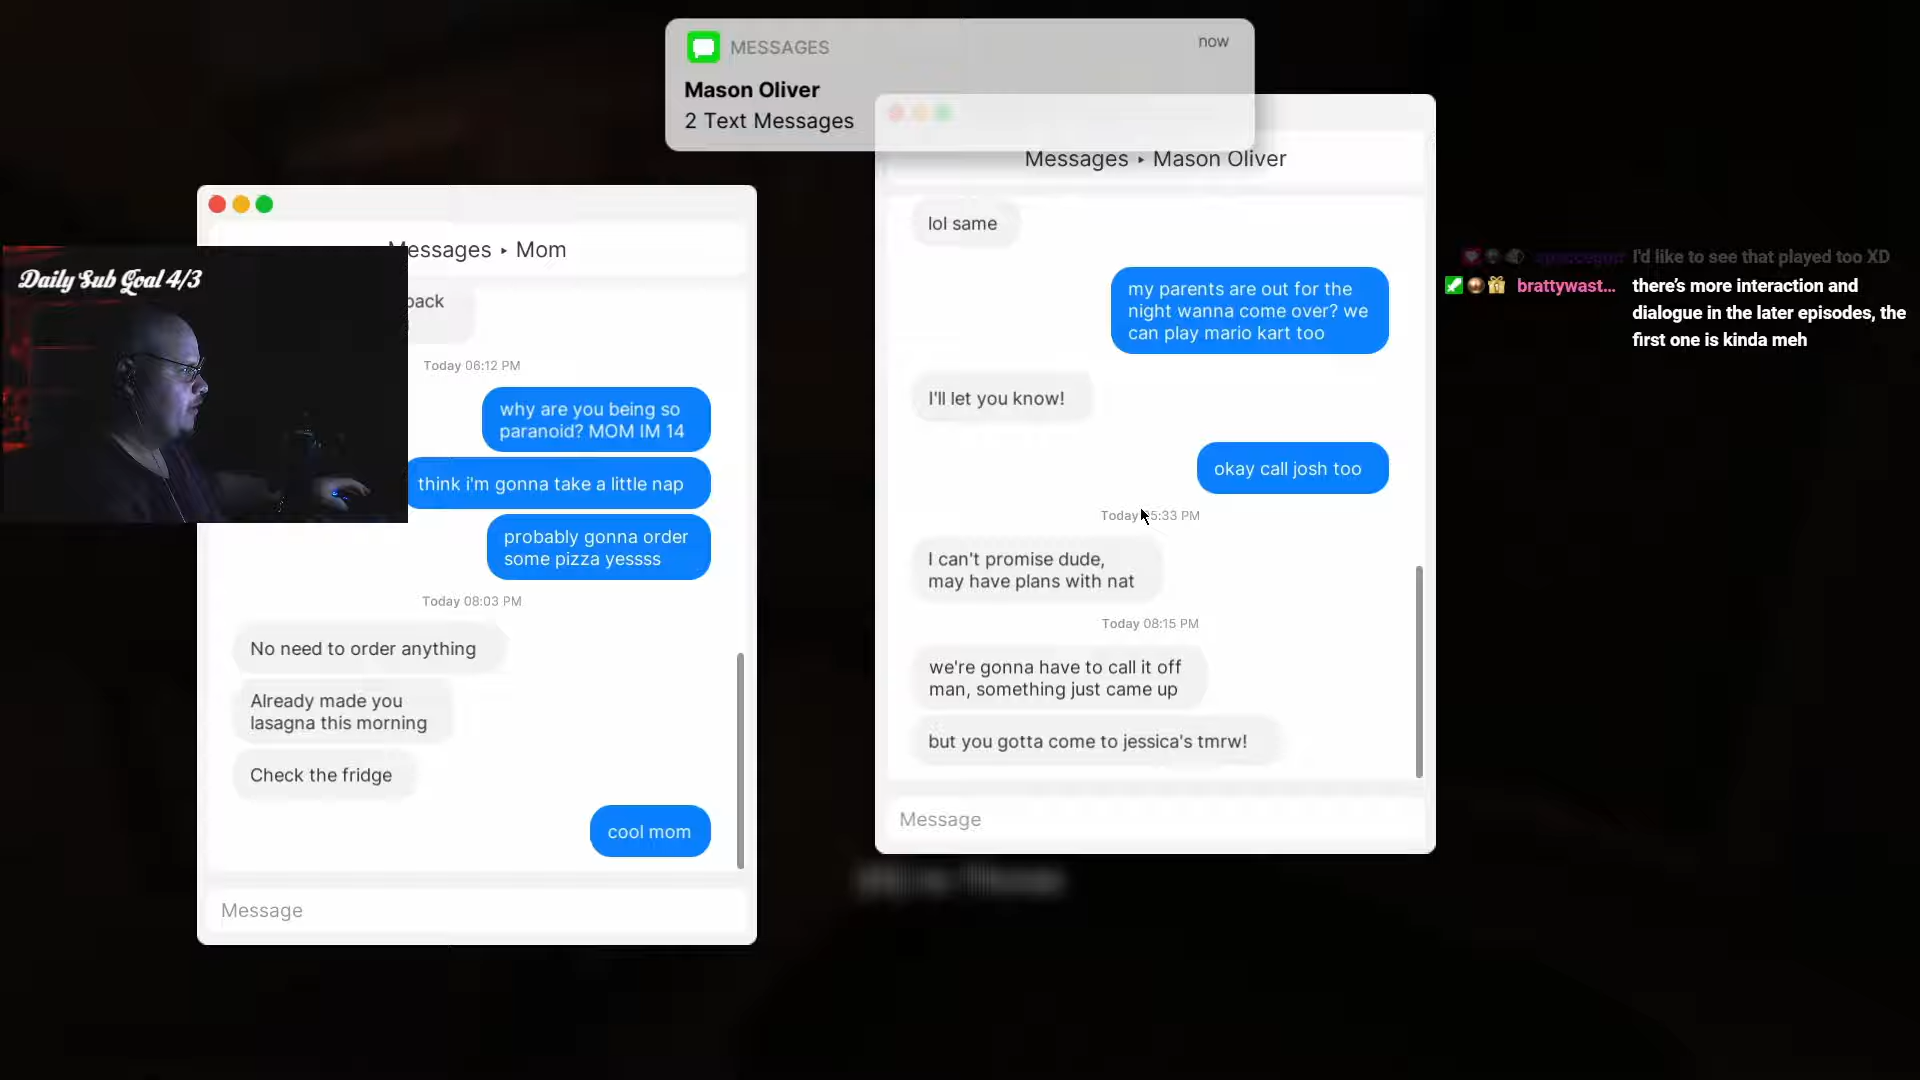 MESSAGES
now
Mason Oliver
2 Text Messages
Messages ‣ Mom
Daily Sub Goal 4/3
back
Today 06:12 PM
why are you being so
paranoid? MOM IM 14
think i'm gonna take a little nap
probably gonna order
some pizza yessss
Today 08:03 PM
No need to order anything
Already made you
lasagna this morning
Check the fridge
cool mom
Message
Messages ‣ Mason Oliver
lol same
my parents are out for the
night wanna come over? we
can play mario kart too
I'll let you know!
okay call josh too
Today 5:33 PM
I can't promise dude,
may have plans with nat
Today 08:15 PM
we're gonna have to call it off
man, something just came up
but you gotta come to jessica's tmrw!
Message
I'd like to see that played too XD
brattywast... there's more interaction and
dialogue in the later episodes, the
first one is kinda meh